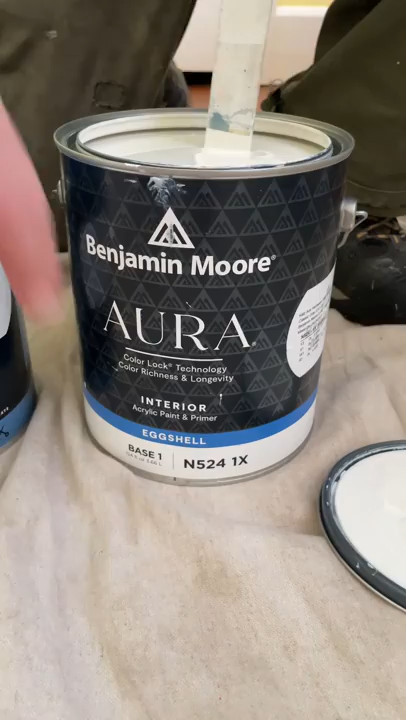 Benjamin Moore®
AURA®
Color Lock® Technology
Color Richness & Longevity
INTERIOR
Acrylic Paint & Primer
EGGSHELL
BASE 1
N524 1X